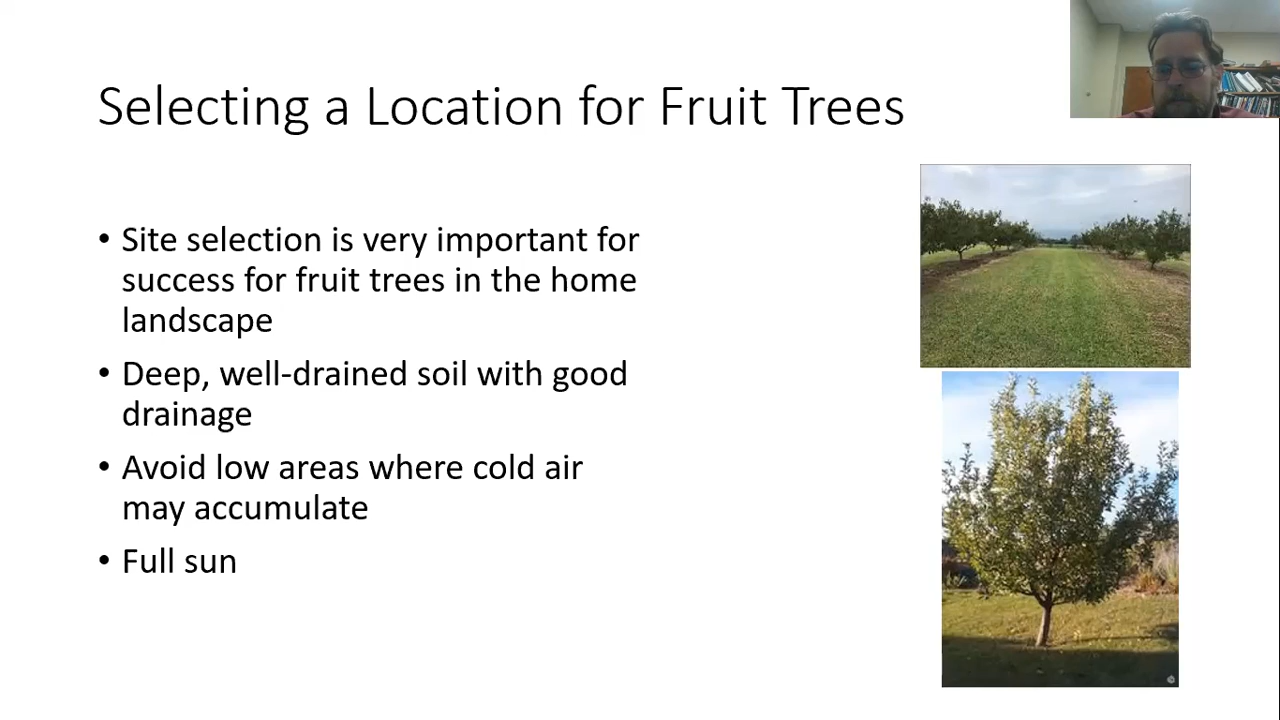 Selecting a Location for Fruit Trees
• Site selection is very important for
success for fruit trees in the home
landscape
• Deep, well-drained soil with good
drainage
• Avoid low areas where cold air
may accumulate
• Full sun